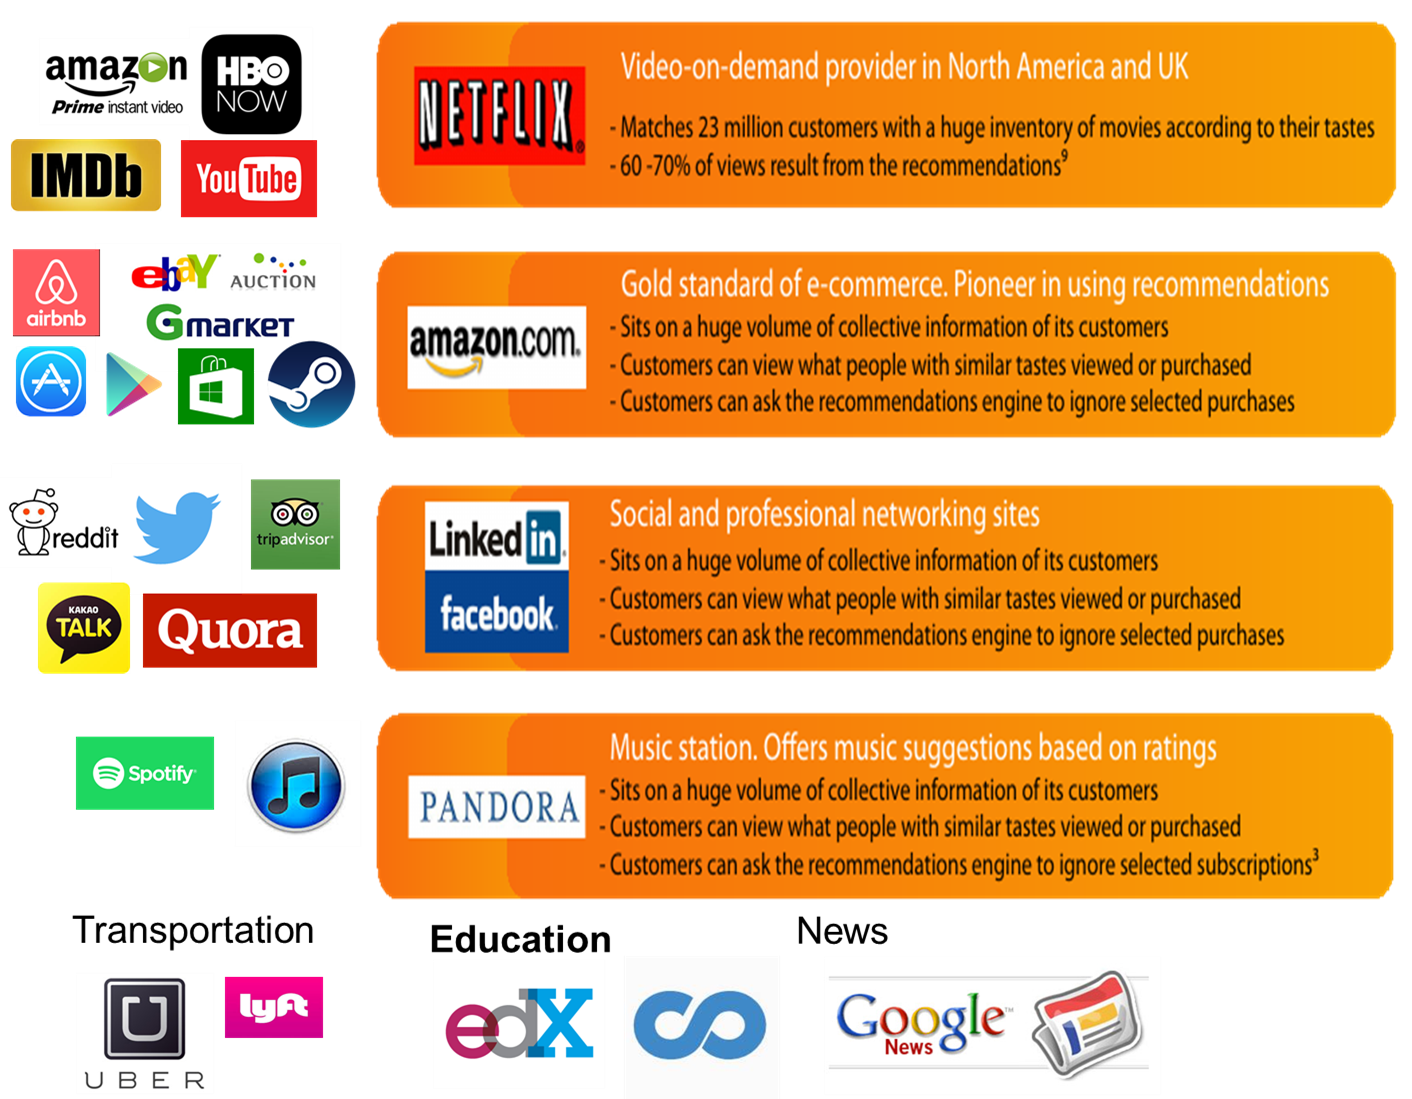 amazon
Prime instant video
HBO
NOW
IMDb
YouTube
NETFLIX®
Video-on-demand provider in North America and UK
- Matches 23 million customers with a huge inventory of movies according to their tastes
- 60 -70% of views result from the recommendations9
airbnb
ebaY
AUCTION
Gmarket
amazon.com.
Gold standard of e-commerce. Pioneer in using recommendations
- Sits on a huge volume of collective information of its customers
- Customers can view what people with similar tastes viewed or purchased
- Customers can ask the recommendations engine to ignore selected purchases
reddit
tripadvisor®
KAKAO
TALK
Quora
Linked in®
facebook.
Social and professional networking sites
- Sits on a huge volume of collective information of its customers
- Customers can view what people with similar tastes viewed or purchased
- Customers can ask the recommendations engine to ignore selected purchases
Spotify®
PANDORA
Music station. Offers music suggestions based on ratings
- Sits on a huge volume of collective information of its customers
- Customers can view what people with similar tastes viewed or purchased
- Customers can ask the recommendations engine to ignore selected subscriptions3
Transportation
Education
News
U
UBER
lyft
edX
Google™
News